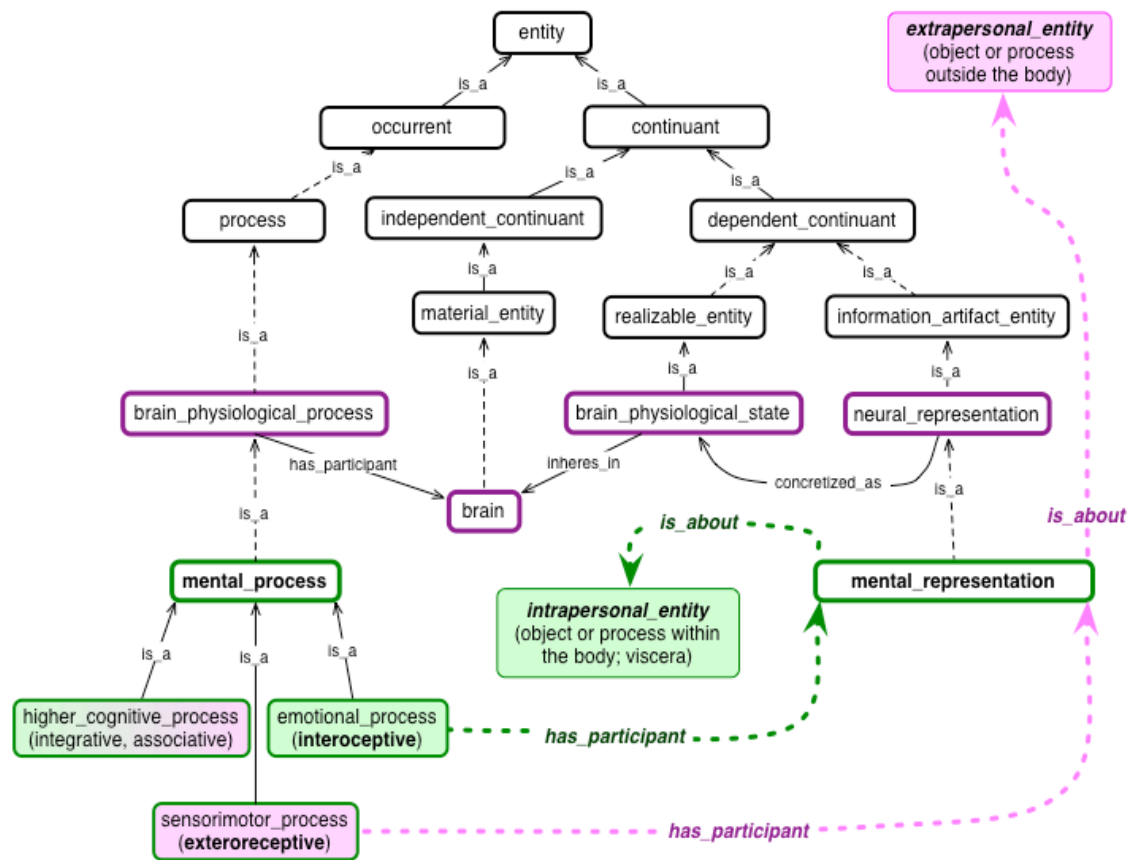 entity
extrapersonal_entity
(object or process
outside the body)
is_a
is_a
occurrent
continuant
is_a
is_a
is_a
process
independent_continuant
dependent_continuant
is_a
is_a
is_a
material_entity
realizable_entity
information_artifact_entity
is_a
is_a
is_a
is_a
brain_physiological_process
brain_physiological_state
neural_representation
has_participant
inheres_in
concretized_as
is_a
is_a
brain
is_about
is_about
mental_process
mental_representation
intrapersonal_entity
(object or process within
the body; viscera)
is_a
is_a
is_a
higher_cognitive_process
(integrative, associative)
emotional_process
(interoceptive)
has_participant
sensorimotor_process
(exteroreceptive)
has_participant